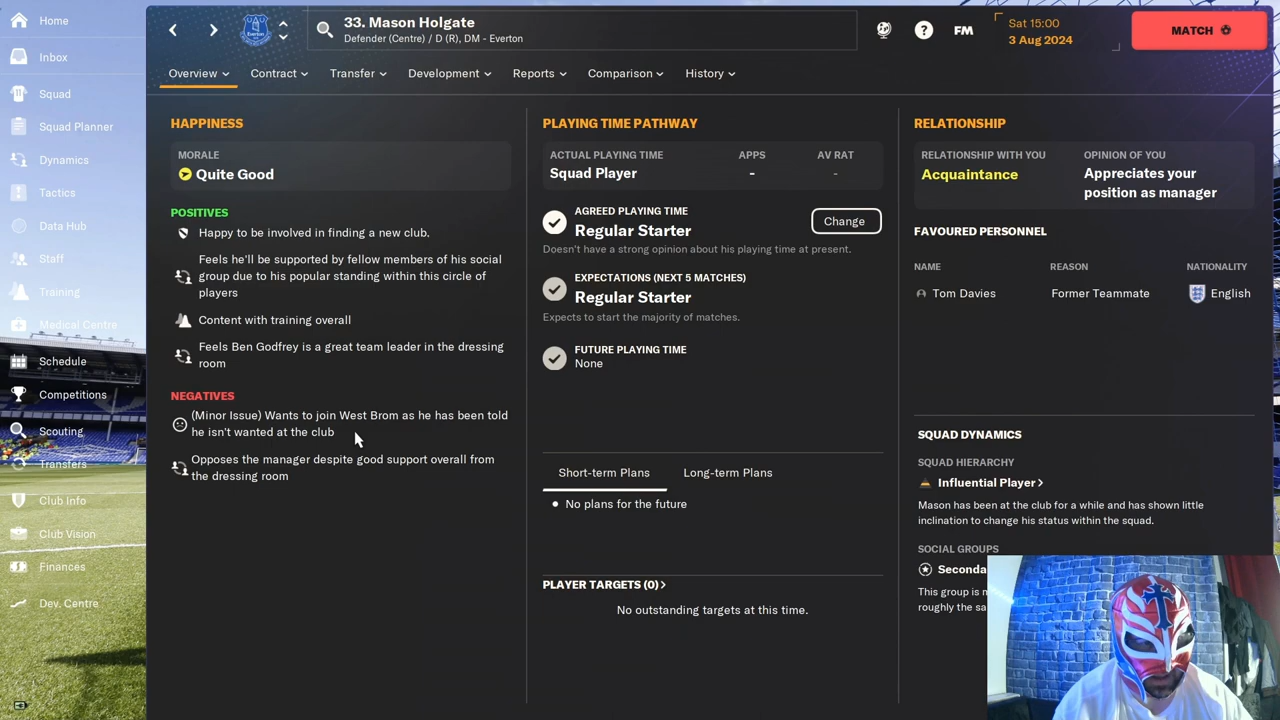 Home
Inbox
Squad
Squad Planner
Dynamics
Tactics
Data Hub
Staff
Training
Medical Centre
Schedule
Competitions
Scouting
Transfers
Club Info
Club Vision
Finances
Dev. Centre
33. Mason Holgate
Defender (Centre) / D (R), DM - Everton
?
FM
Sat 15:00
3 Aug 2024
MATCH
Overview
Contract
Transfer
Development
Reports
Comparison
History
HAPPINESS
MORALE
Quite Good
POSITIVES
Happy to be involved in finding a new club.
Feels he'll be supported by fellow members of his social
group due to his popular standing within this circle of
players
Content with training overall
Feels Ben Godfrey is a great team leader in the dressing
room
NEGATIVES
(Minor Issue) Wants to join West Brom as he has been told
he isn't wanted at the club
Opposes the manager despite good support overall from
the dressing room
PLAYING TIME PATHWAY
ACTUAL PLAYING TIME APPS AV RAT
Squad Player - -
AGREED PLAYING TIME
Regular Starter
Change
Doesn't have a strong opinion about his playing time at present.
EXPECTATIONS (NEXT 5 MATCHES)
Regular Starter
Expects to start the majority of matches.
FUTURE PLAYING TIME
None
Short-term Plans Long-term Plans
No plans for the future
PLAYER TARGETS (0)
No outstanding targets at this time.
RELATIONSHIP
RELATIONSHIP WITH YOU OPINION OF YOU
Acquaintance Appreciates your
position as manager
FAVOURED PERSONNEL
NAME REASON NATIONALITY
Tom Davies Former Teammate English
SQUAD DYNAMICS
SQUAD HIERARCHY
Influential Player
Mason has been at the club for a while and has shown little
inclination to change his status within the squad.
SOCIAL GROUPS
Seconda
This group is
roughly the sa